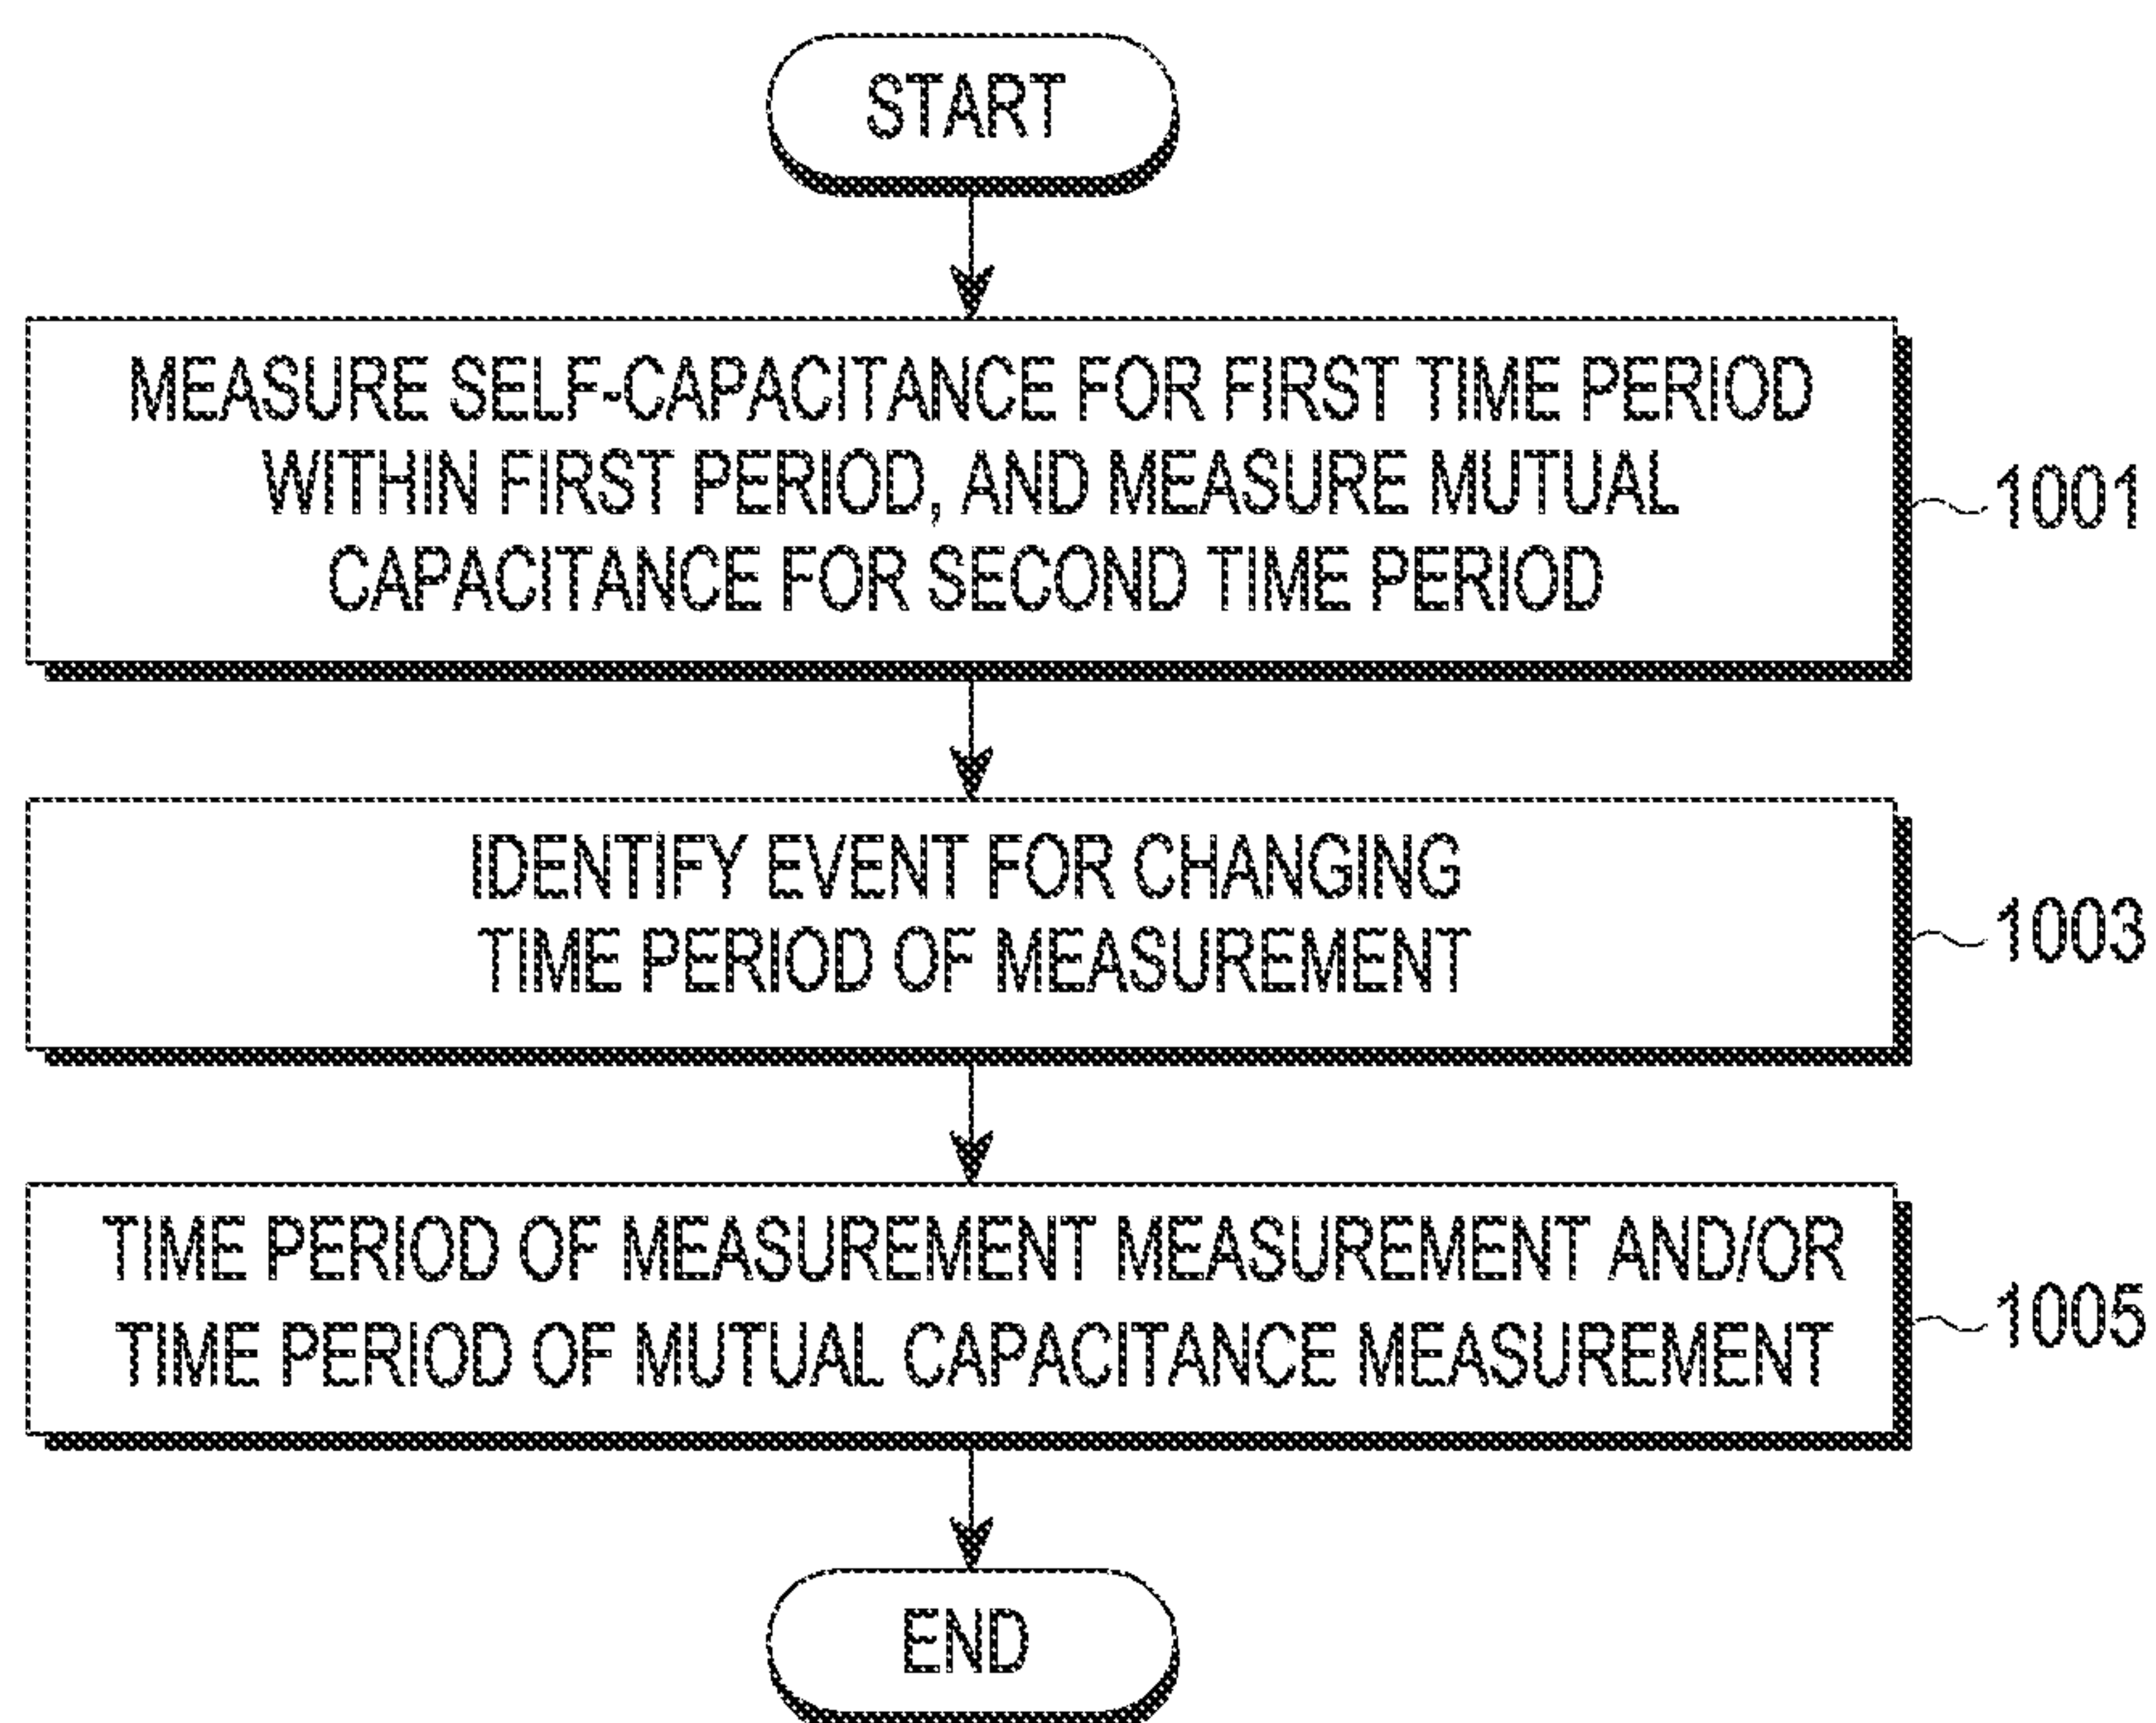 START
MEASURE SELF-CAPACITANCE FOR FIRST TIME PERIOD
WITHIN FIRST PERIOD, AND MEASURE MUTUAL
CAPACITANCE FOR SECOND TIME PERIOD
1001
IDENTIFY EVENT FOR CHANGING
TIME PERIOD OF MEASUREMENT
1003
TIME PERIOD OF MEASUREMENT MEASUREMENT AND/OR
TIME PERIOD OF MUTUAL CAPACITANCE MEASUREMENT
1005
END